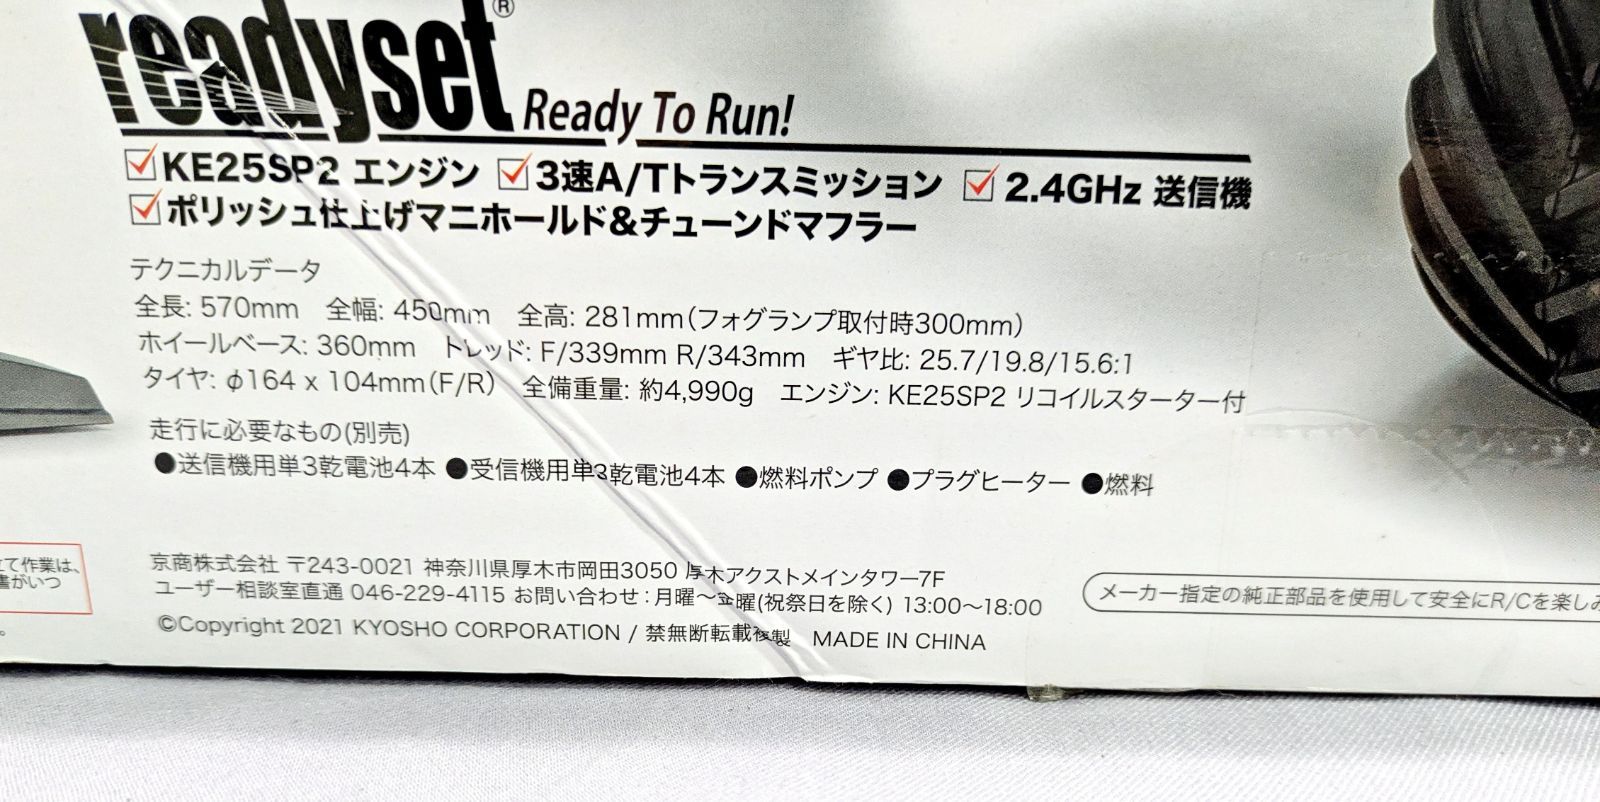 readyset® Ready To Run!
☑KE25SP2 エンジン ☑3速A/Tトランスミッション ☑2.4GHz 送信機
☑ポリッシュ仕上げマニホールド&チューンドマフラー
テクニカルデータ
全長: 570mm 全幅: 450mm 全高: 281mm(フォグランプ取付時300mm)
ホイールベース: 360mm トレッド: F/339mm R/343mm ギヤ比: 25.7/19.8/15.6:1
タイヤ: φ164 x 104mm(F/R) 全備重量: 約4,990g エンジン: KE25SP2 リコイルスターター付
走行に必要なもの(別売)
●送信機用単3乾電池4本 ●受信機用単3乾電池4本 ●燃料ポンプ ●プラグヒーター ●燃料
立て作業は、
書がいつ
。
京商株式会社 〒243-0021 神奈川県厚木市岡田3050 厚木アクストメインタワー7F
ユーザー相談室直通 046-229-4115 お問い合わせ：月曜〜金曜(祝祭日を除く) 13:00〜18:00
©Copyright 2021 KYOSHO CORPORATION / 禁無断転載複製 MADE IN CHINA
メーカー指定の純正部品を使用して安全にR/Cを楽しみ